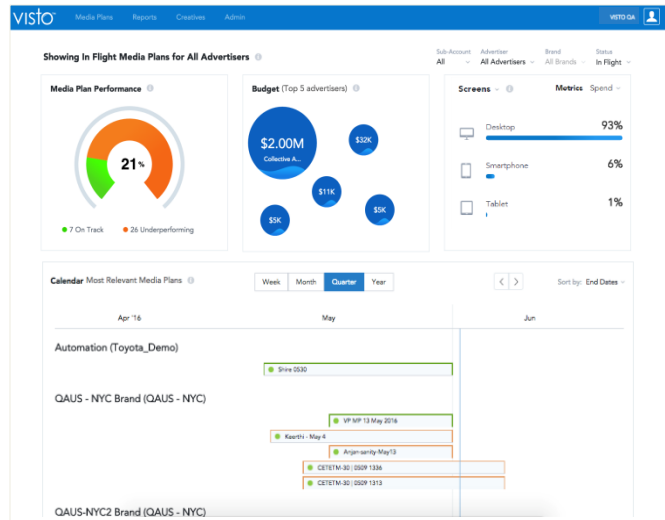 VISTO Media Plans Reports Creatives Admin VISTO QA
Showing In Flight Media Plans for All Advertisers
Sub-Account Advertiser Brand Status
All All Advertisers All Brands In Flight
Media Plan Performance
21%
7 On Track 26 Underperforming
Budget (Top 5 advertisers)
$2.00M
Collective A...
$32K
$11K
$5K
$5K
Screens Metrics Spend
Desktop 93%
Smartphone 6%
Tablet 1%
Calendar Most Relevant Media Plans Week Month Quarter Year Sort by: End Dates
Apr '16 May Jun
Automation (Toyota_Demo)
Shire 0530
QAUS - NYC Brand (QAUS - NYC)
VP MP 13 May 2016
Keerthi - May 4
Anjan-sanity-May13
CETETM-30 | 0509 1336
CETETM-30 | 0509 1313
QAUS-NYC2 Brand (QAUS - NYC)